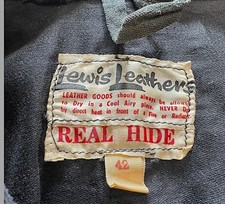 Lewis Leathers
LEATHER GOODS should always be allowed
to Dry in a Cool Airy place. NEVER Dry
by direct heat in front of a Fire or Radiator
REAL HIDE
42